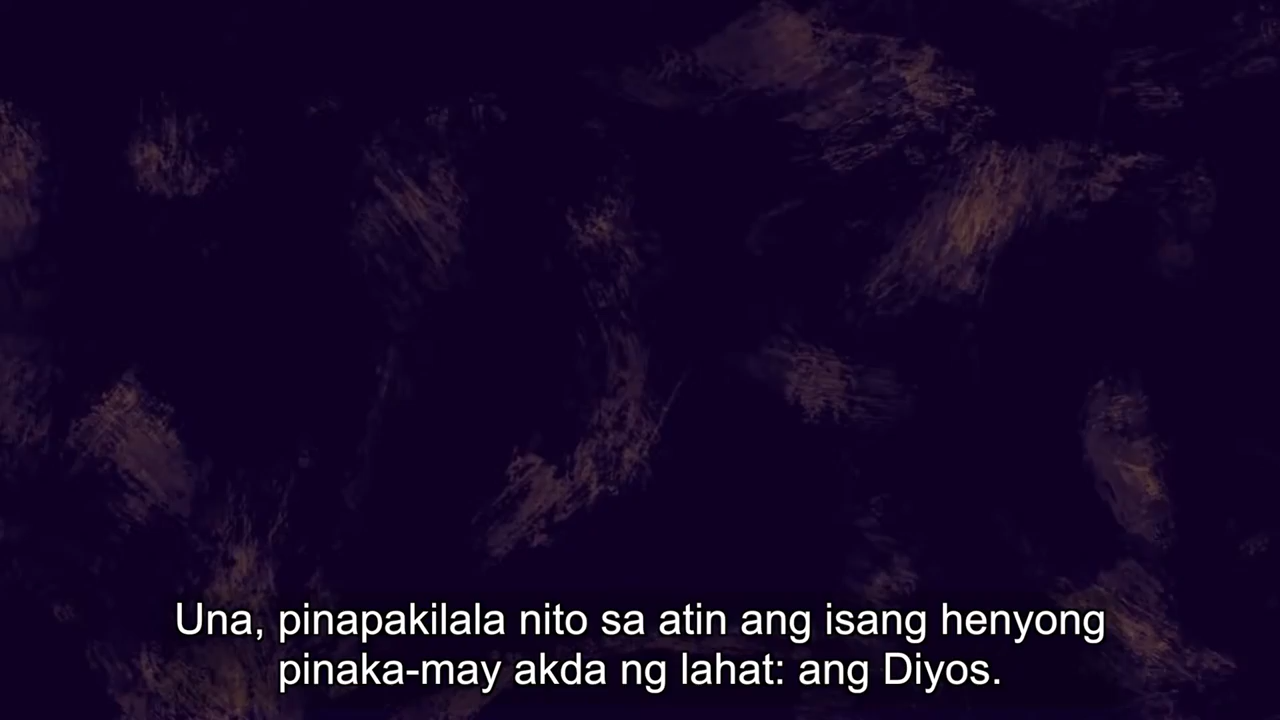 Una, pinapakilala nito sa atin ang isang henyong
pinaka-may akda ng lahat: ang Diyos.